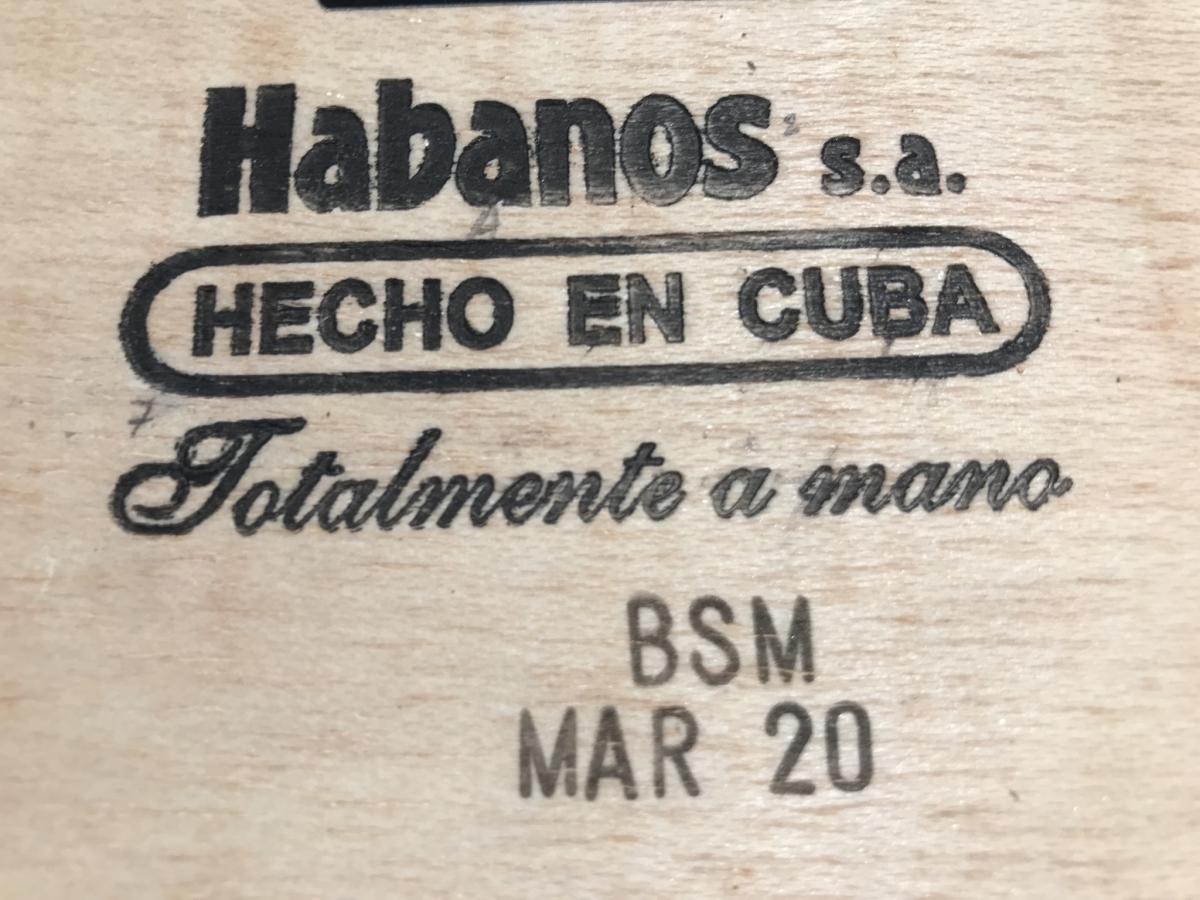 Habanos s.a.
HECHO EN CUBA
Totalmente a mano
BSM
MAR 20